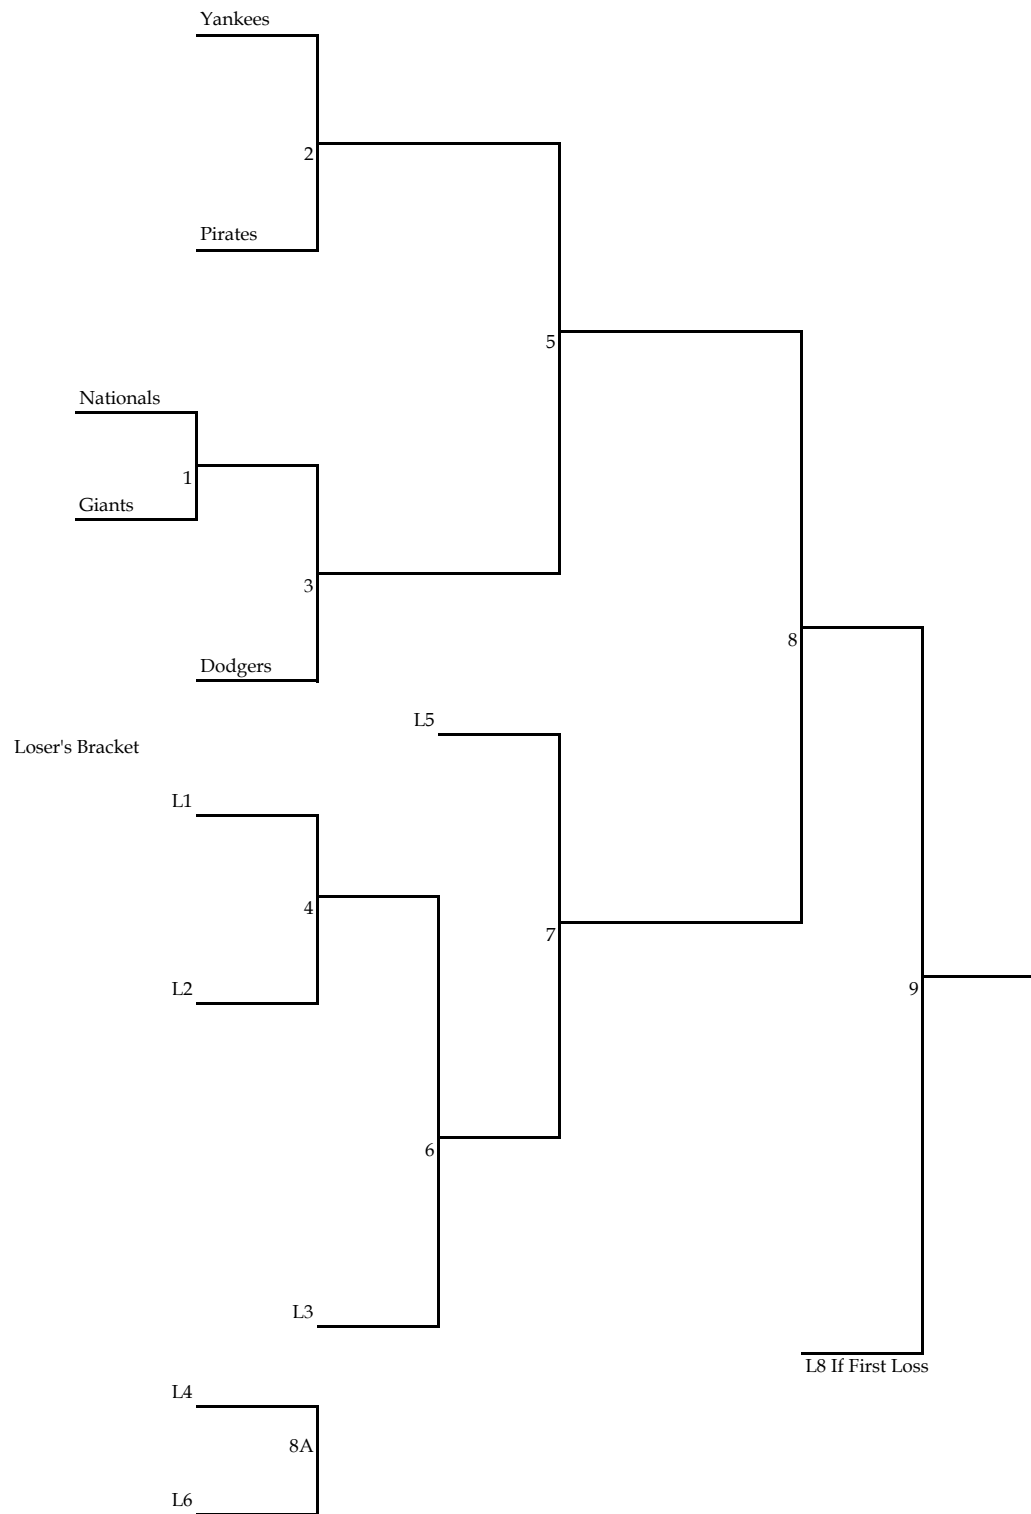 Yankees
2
Pirates
5
Nationals
1
Giants
3
8
Dodgers
L5
Loser's Bracket
L1
4
7
L2
9
6
L3
L8 If First Loss
L4
8A
L6